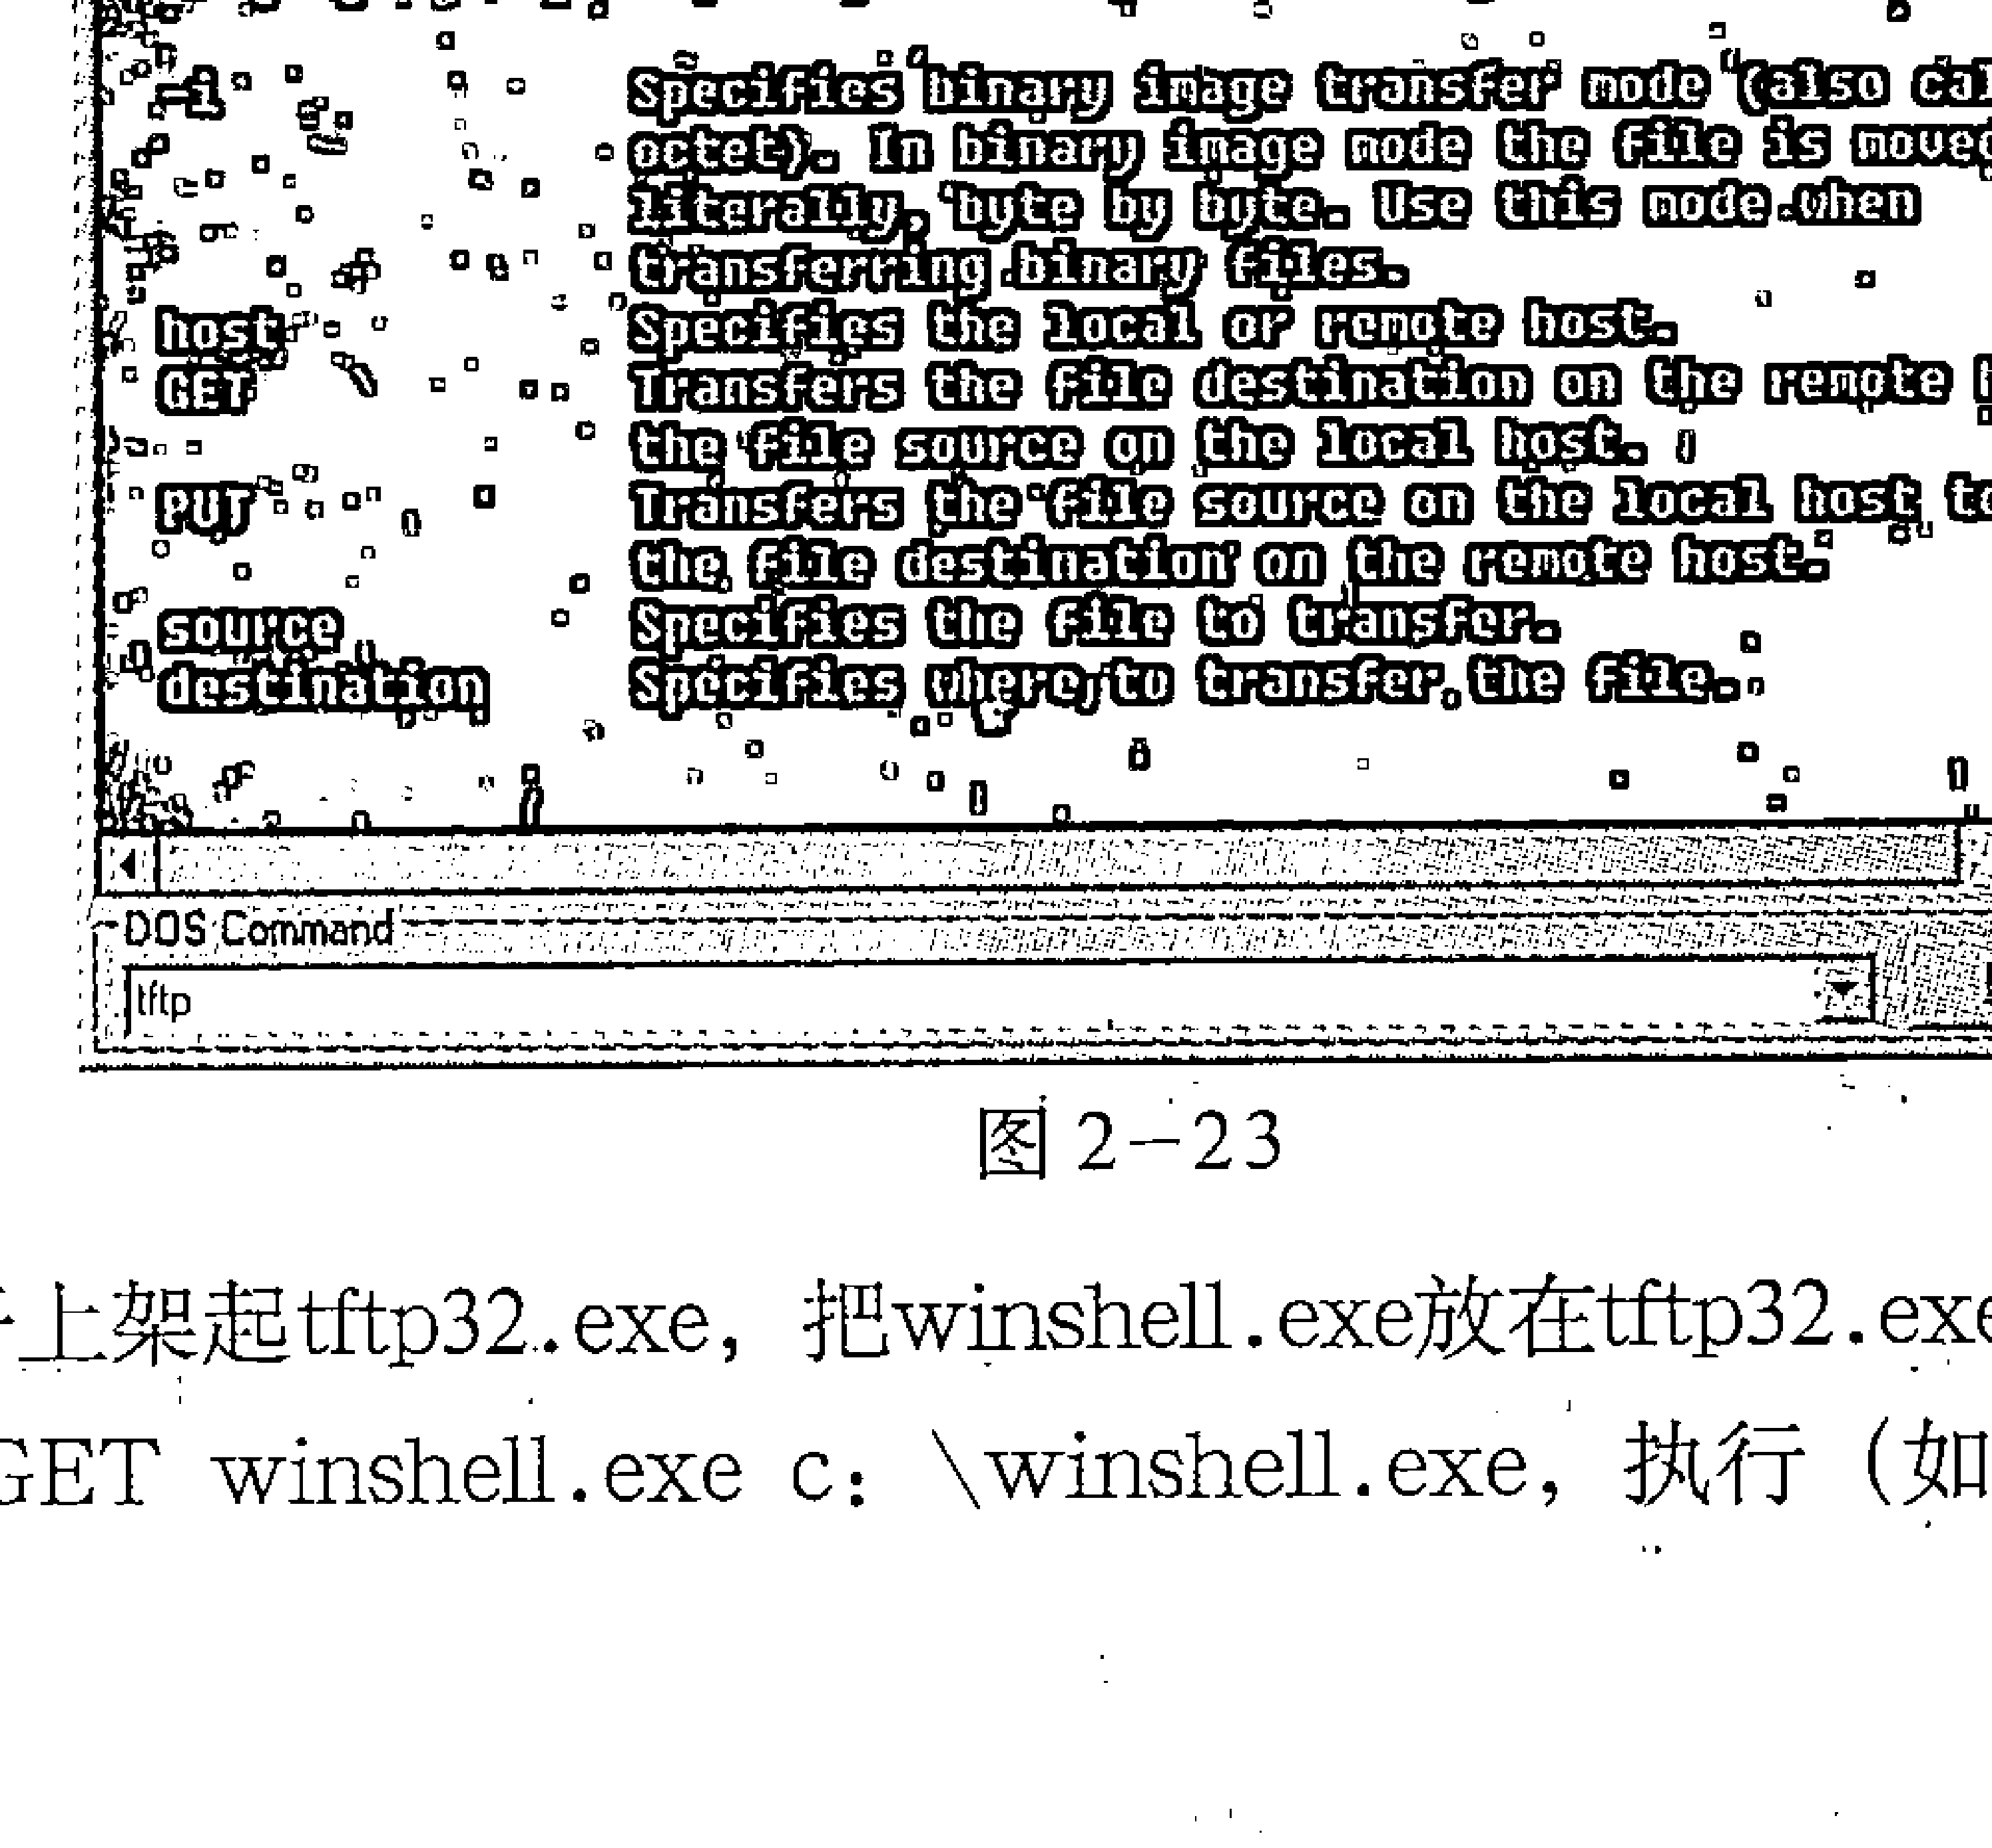 -i Specifies binary image transfer mode (also cal
octet). In binary image mode the file is moved
literally, byte by byte. Use this mode when
transferring binary files.
host Specifies the local or remote host.
GET Transfers the file destination on the remote h
the file source on the local host.
PUT Transfers the file source on the local host to
the file destination on the remote host.
source Specifies the file to transfer.
destination Specifies where to transfer the file.
DOS Command
tftp
图 2-23
上架起tftp32.exe，把winshell.exe放在tftp32.exe
GET winshell.exe c：\winshell.exe，执行（如